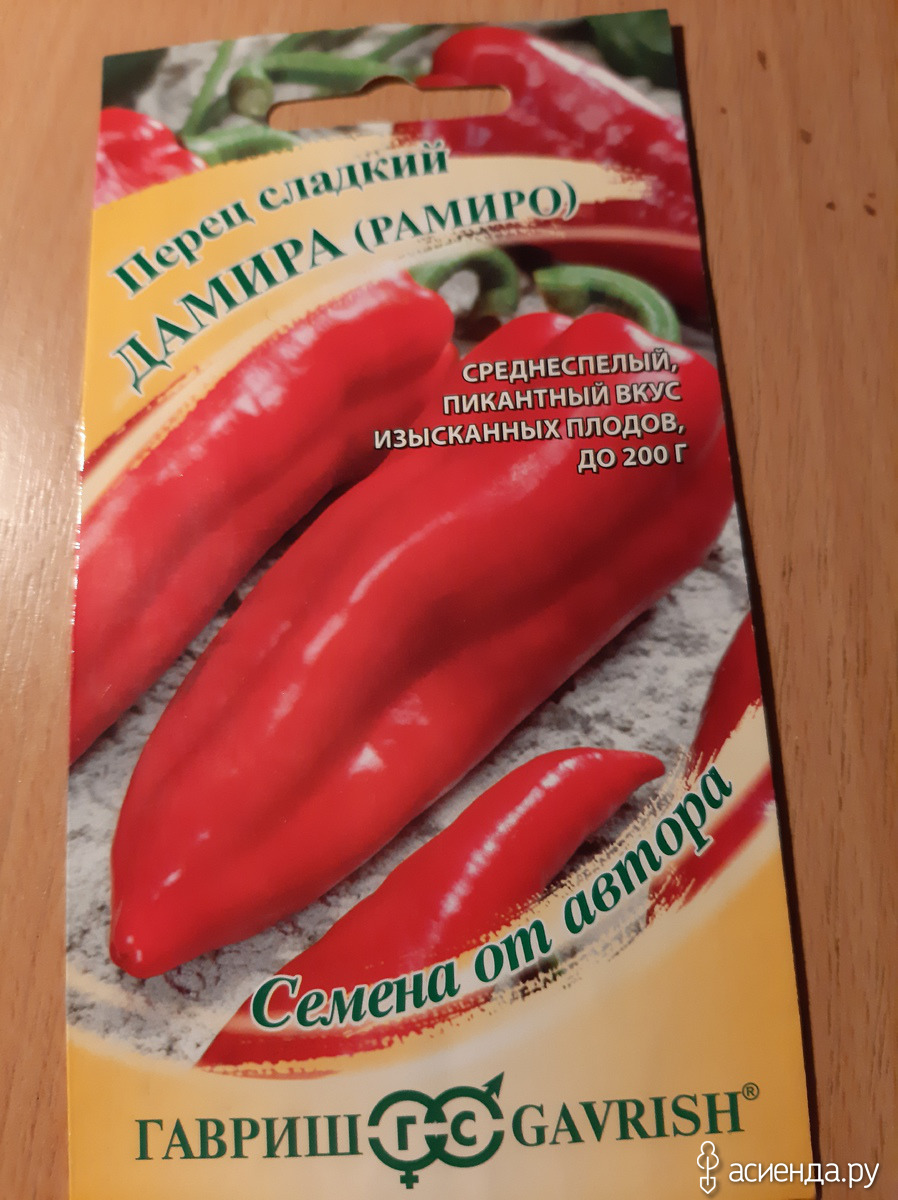 Перец сладкий
ДАМИРА (РАМИРО)
СРЕДНЕСПЕЛЫЙ,
ПИКАНТНЫЙ ВКУС
ИЗЫСКАННЫХ ПЛОДОВ,
ДО 200 Г
Семена от автора
ГАВРИШ ГС GAVRISH®
асиенда.ру